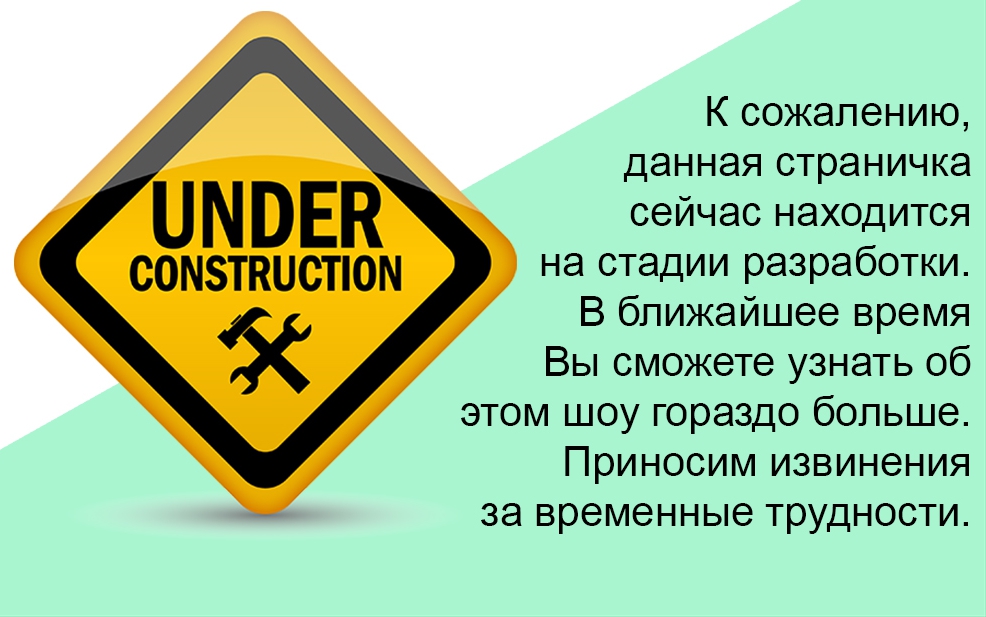 UNDER
CONSTRUCTION
К сожалению,
данная страничка
сейчас находится
на стадии разработки.
В ближайшее время
Вы сможете узнать об
этом шоу гораздо больше.
Приносим извинения
за временные трудности.